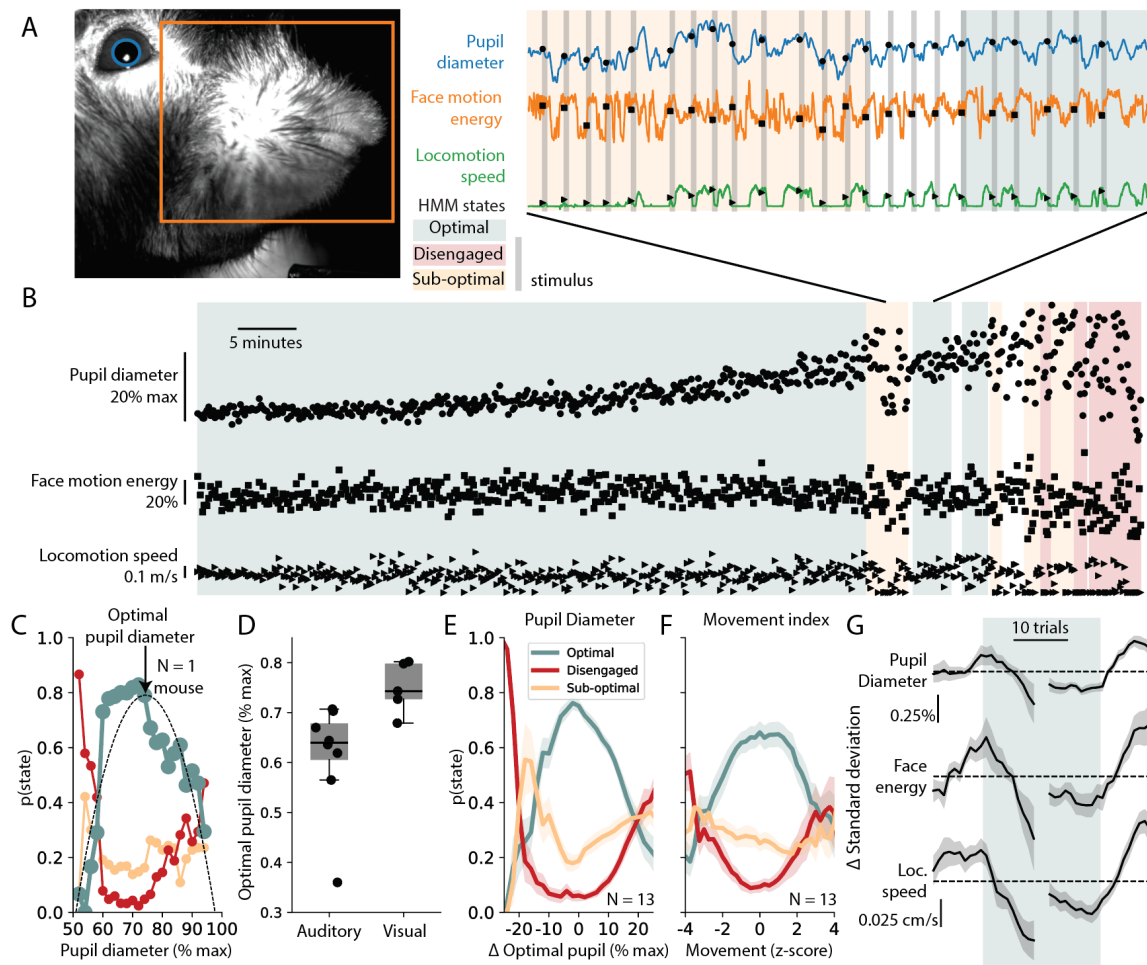 A
Pupil
diameter
Face motion
energy
Locomotion
speed
HMM states
Optimal
Disengaged
Sub-optimal
stimulus
B
5 minutes
Pupil diameter
20% max
Face motion energy
20%
Locomotion speed
0.1 m/s
C
Optimal
pupil diameter
N = 1
mouse
p(state)
1.0
0.8
0.6
0.4
0.2
0.0
50 60 70 80 90 100
Pupil diameter (% max)
D
Optimal pupil diameter (% max)
0.8
0.7
0.6
0.5
0.4
0.3
Auditory Visual
E
Pupil Diameter
Optimal
Disengaged
Sub-optimal
p(state)
1.0
0.8
0.6
0.4
0.2
0.0
N = 13
-20 -10 0 10 20
Δ Optimal pupil (% max)
F
Movement index
N = 13
-4 -2 0 2 4
Movement (z-score)
G
10 trials
Δ Standard deviation
Pupil
Diameter
0.25%
Face
energy
Loc.
speed
0.025 cm/s